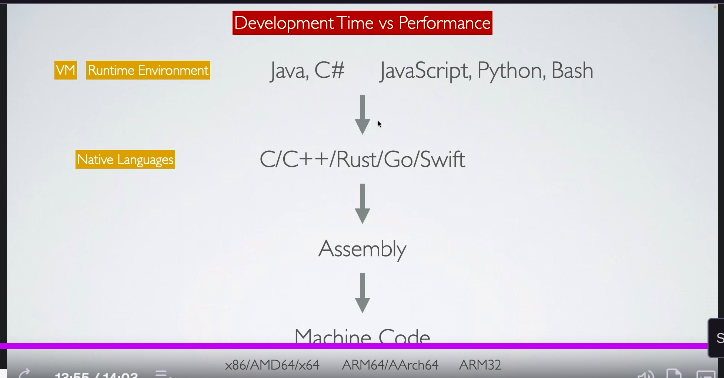 Development Time vs Performance
VM Runtime Environment Java, C# JavaScript, Python, Bash
Native Languages C/C++/Rust/Go/Swift
Assembly
Machine Code
x86/AMD64/x64 ARM64/AArch64 ARM32
13:55 / 14:03
S